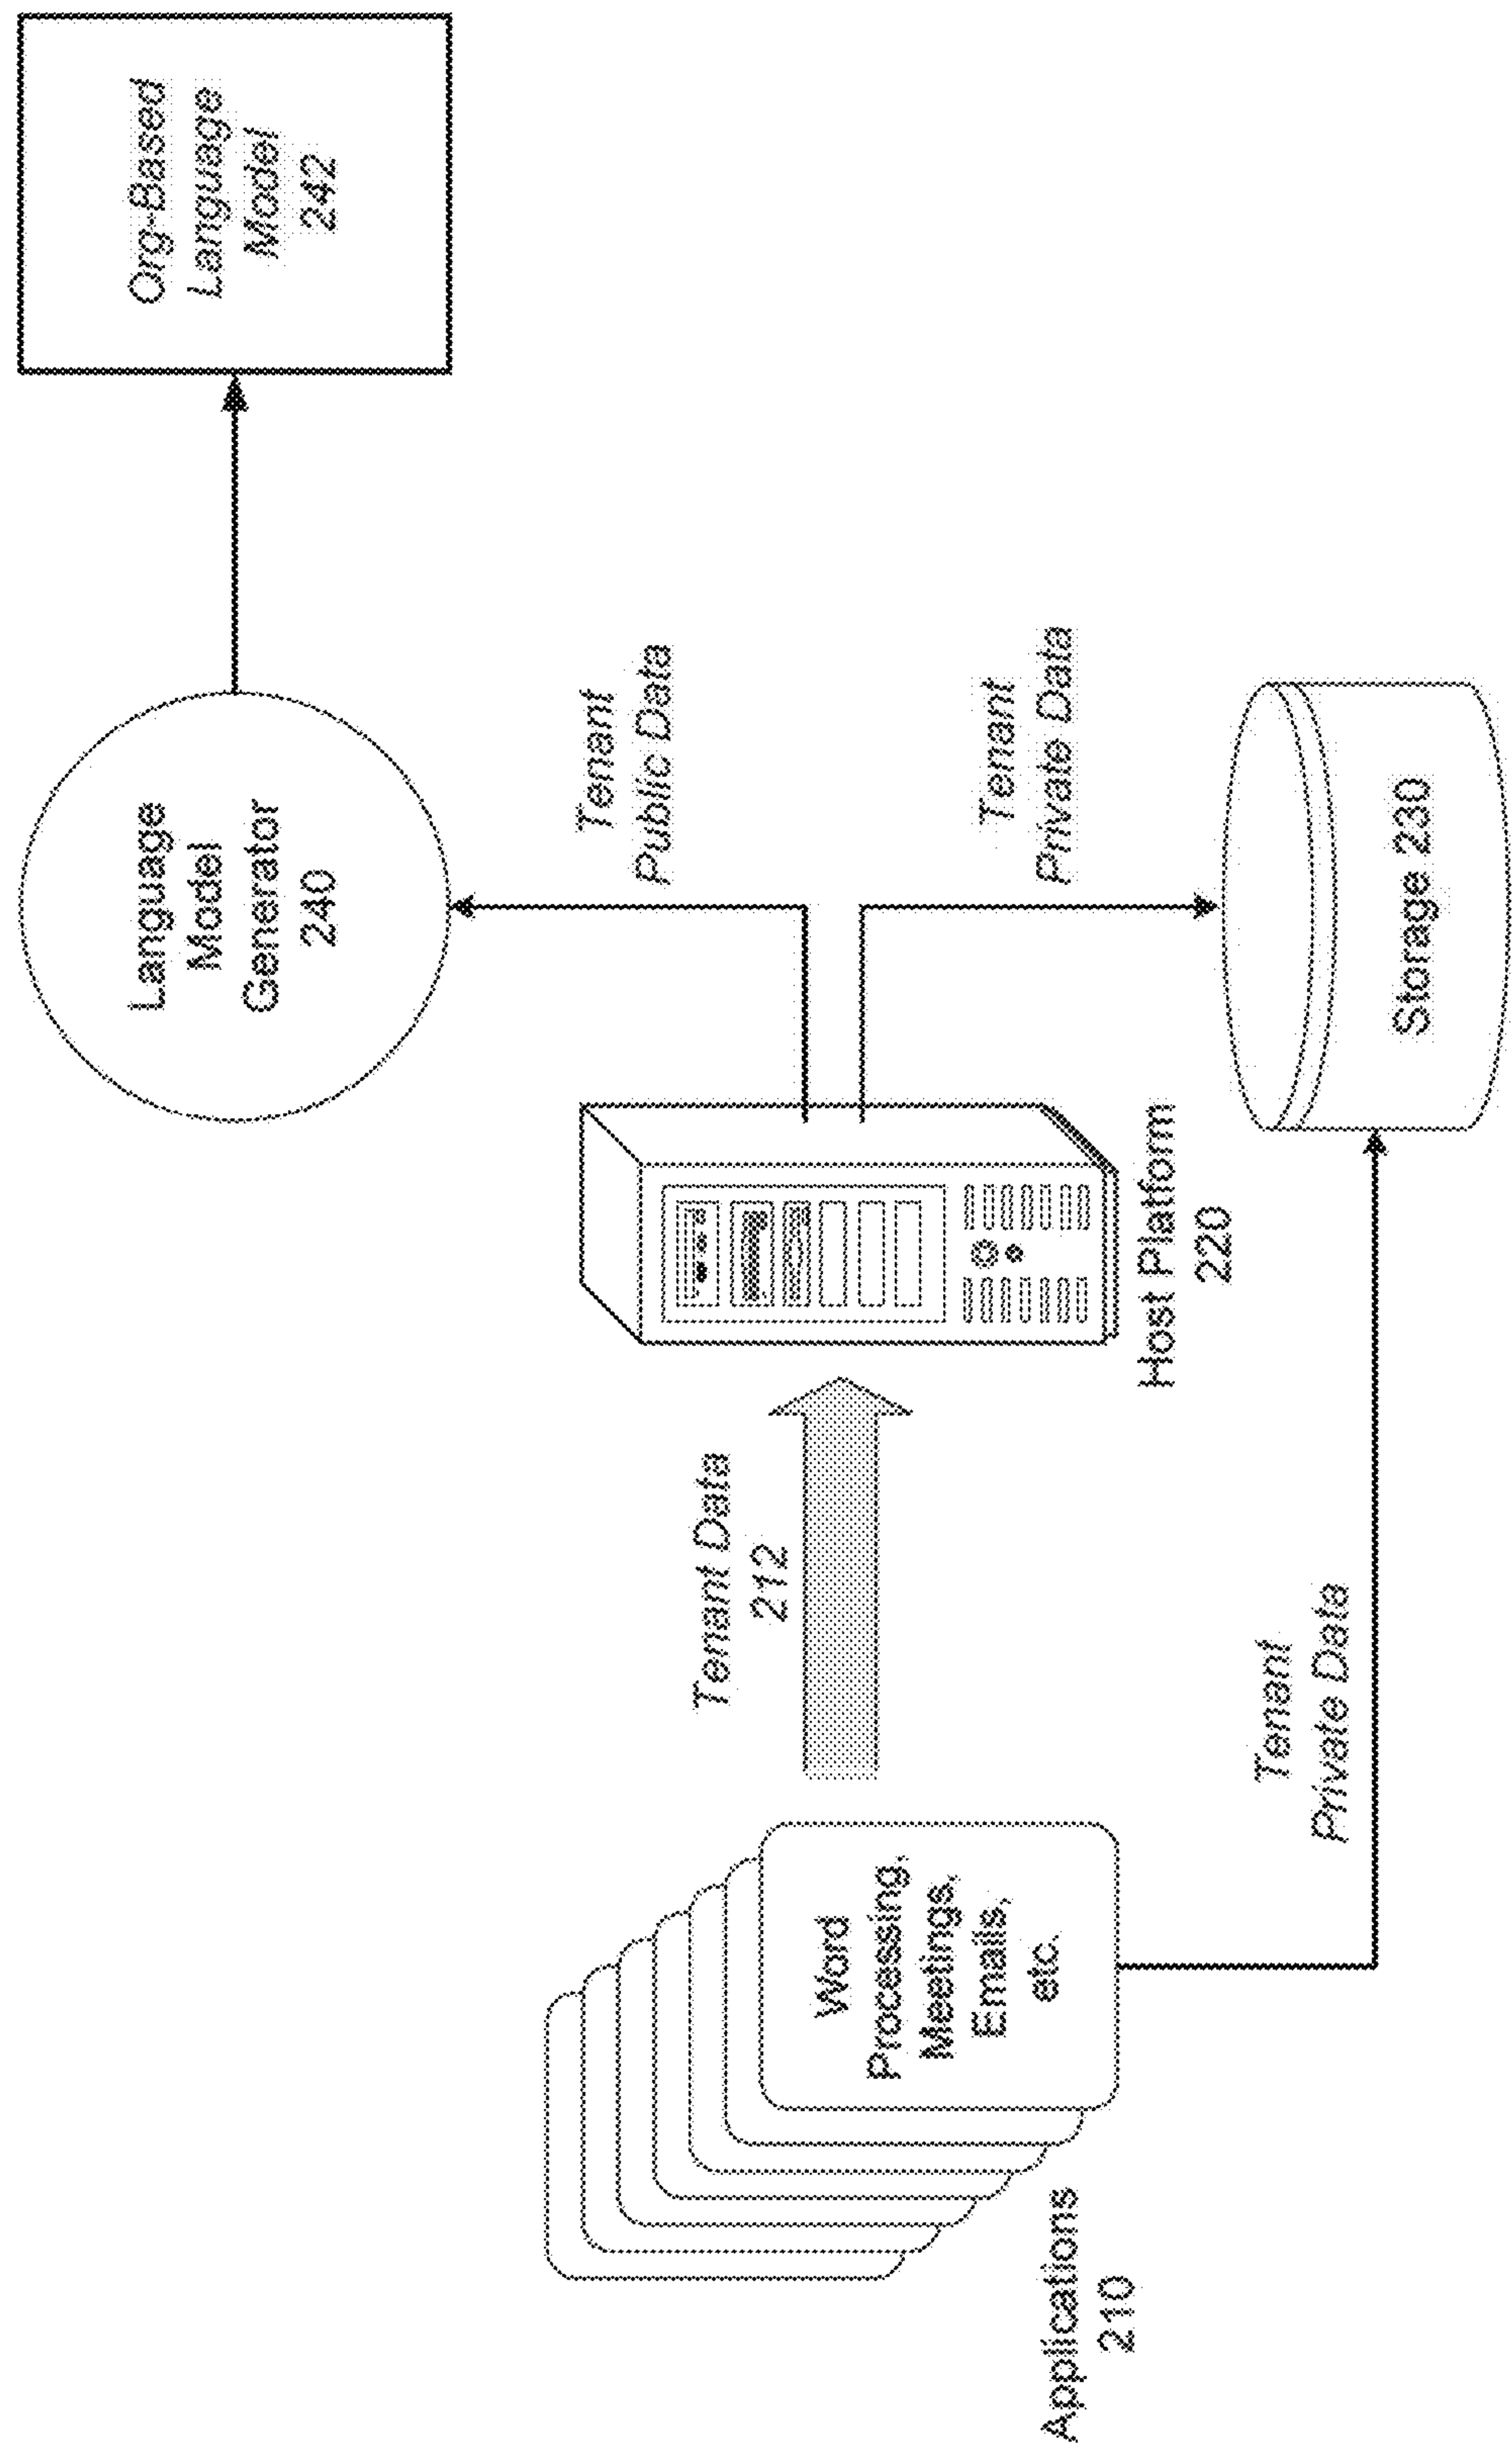 Applications
210
Word
Processing,
Meetings,
Emails,
etc.
Tenant Data
212
Tenant
Private Data
Host Platform
220
Tenant
Public Data
Tenant
Private Data
Storage 230
Language
Model
Generator
240
Org-Based
Language
Model
242